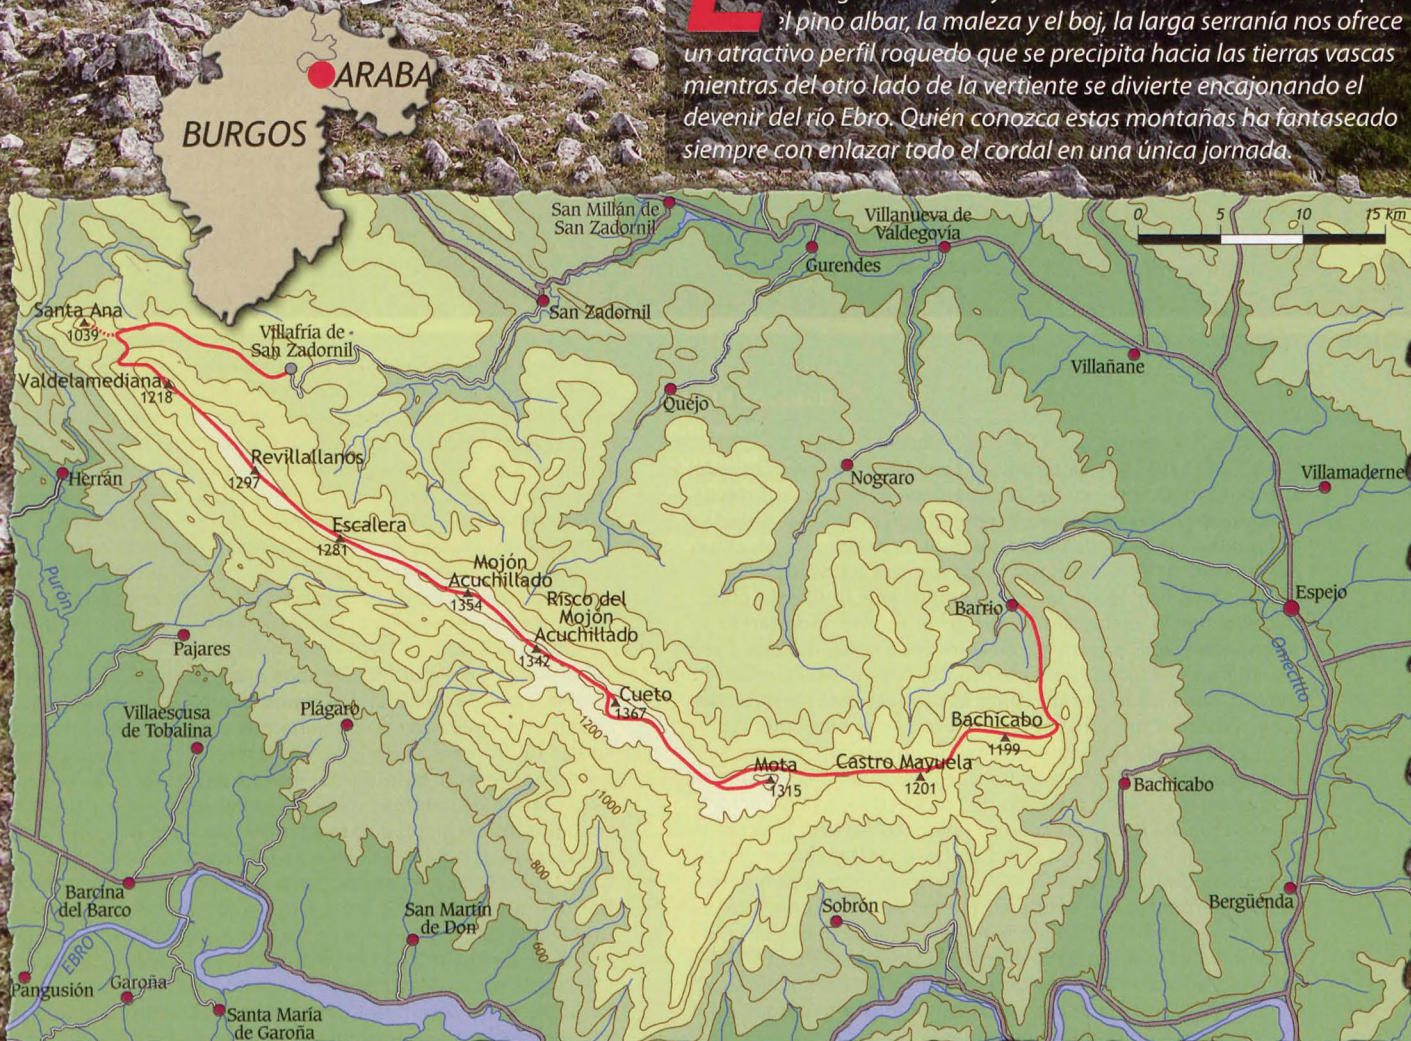 el pino albar, la maleza y el boj, la larga serranía nos ofrece
un atractivo perfil roquedo que se precipita hacia las tierras vascas
mientras del otro lado de la vertiente se divierte encajonando el
devenir del río Ebro. Quién conozca estas montañas ha fantaseado
siempre con enlazar todo el cordal en una única jornada.
ARABA
BURGOS
0 5 10 15 km
San Millán de
San Zadornil
Villanueva de
Valdegovía
Gurendes
San Zadornil
Santa Ana
1039
Villafría de
San Zadornil
Villañane
Valdelamediana
1218
Quejo
Revillallanos
1297
Herrán
Nograro
Villamaderne
Escalera
1281
Mojón
Acuchillado
1354
Purón
Risco del
Mojón
Acuchillado
1342
Barrio
Espejo
Omecillo
Pajares
Cueto
1367
Plágaro
Villaescusa
de Tobalina
1200
Bachicabo
1199
Mota
1315
Castro Mayuela
1201
Bachicabo
1000
800
600
Barcina
del Barco
San Martín
de Don
Sobrón
Bergüenda
EBRO
Pangusión
Garoña
Santa María
de Garoña